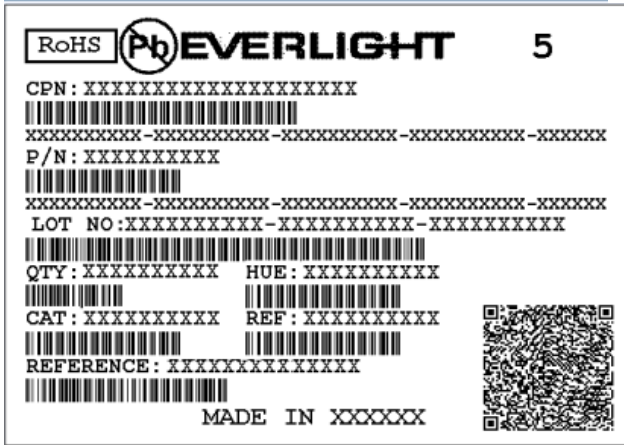 RoHS Pb EVERLIGHT 5
CPN: XXXXXXXXXXXXXXXXXXXX
XXXXXXXXXX-XXXXXXXXXX-XXXXXXXXXX-XXXXXXXXXX-XXXXXX
P/N: XXXXXXXXXX
XXXXXXXXXX-XXXXXXXXXX-XXXXXXXXXX-XXXXXXXXXX-XXXXXX
LOT NO:XXXXXXXXXX-XXXXXXXXXX-XXXXXXXXXX
QTY: XXXXXXXXXX HUE: XXXXXXXXXX
CAT: XXXXXXXXXX REF: XXXXXXXXXX
REFERENCE: XXXXXXXXXXXXXX
MADE IN XXXXXX